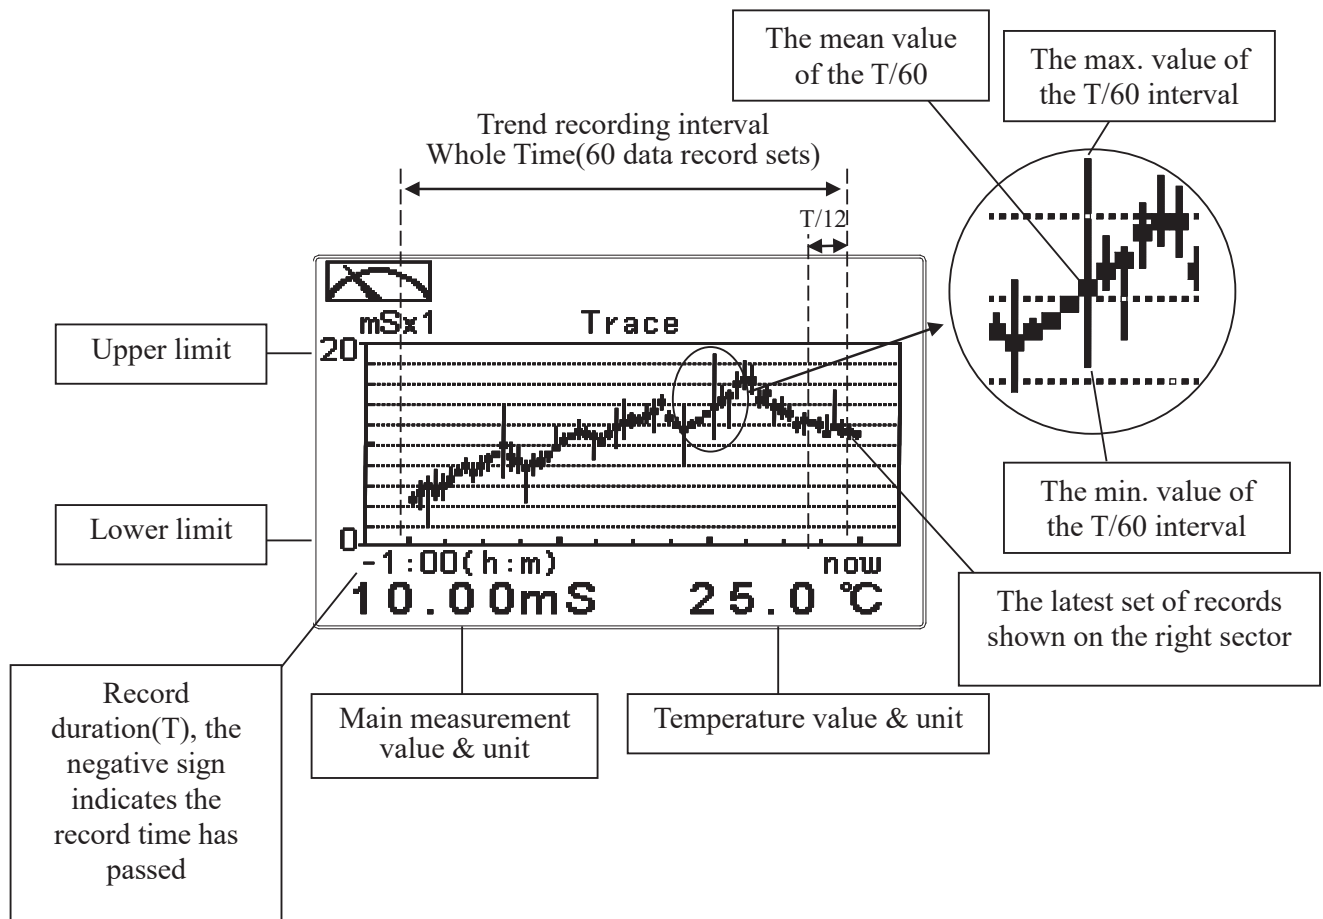 The mean value
of the T/60
The max. value of
the T/60 interval
Trend recording interval
Whole Time(60 data record sets)
T/12
mSx1
Trace
Upper limit
20
Lower limit
0
-1:00(h:m)
now
10.00mS
25.0 ℃
The min. value of
the T/60 interval
The latest set of records
shown on the right sector
Record
duration(T), the
negative sign
indicates the
record time has
passed
Main measurement
value & unit
Temperature value & unit